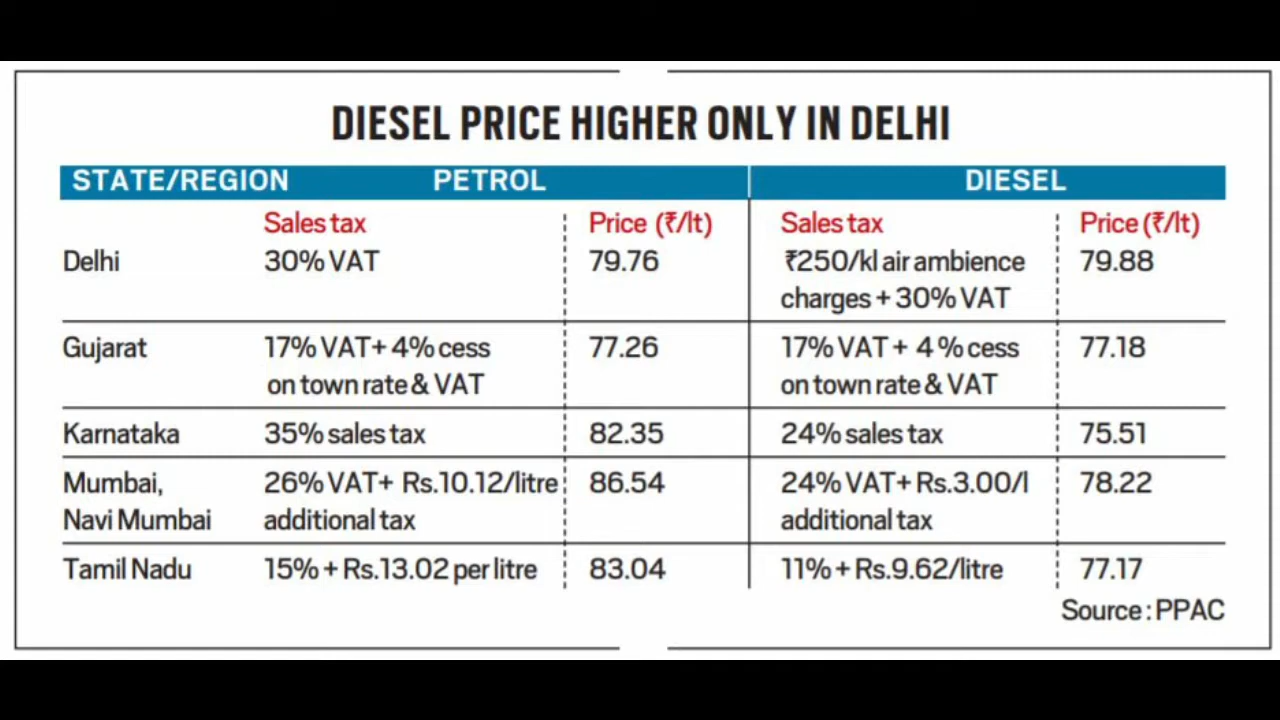 DIESEL PRICE HIGHER ONLY IN DELHI
STATE/REGION PETROL DIESEL
Sales tax Price (₹/lt) Sales tax Price (₹/lt)
Delhi 30% VAT 79.76 ₹250/kl air ambience 79.88
charges + 30% VAT
Gujarat 17% VAT+ 4% cess 77.26 17% VAT + 4 % cess 77.18
on town rate & VAT on town rate & VAT
Karnataka 35% sales tax 82.35 24% sales tax 75.51
Mumbai, 26% VAT+ Rs.10.12/litre 86.54 24% VAT+ Rs.3.00/l 78.22
Navi Mumbai additional tax additional tax
Tamil Nadu 15% + Rs.13.02 per litre 83.04 11% + Rs.9.62/litre 77.17
Source : PPAC